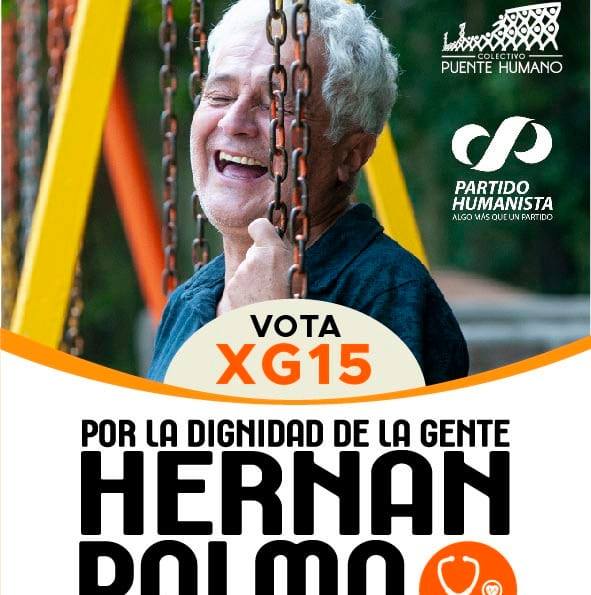 COLECTIVO
PUENTE HUMANO
PARTIDO
HUMANISTA
ALGO MÁS QUE UN PARTIDO
VOTA
XG15
POR LA DIGNIDAD DE LA GENTE
HERNAN
PALMA